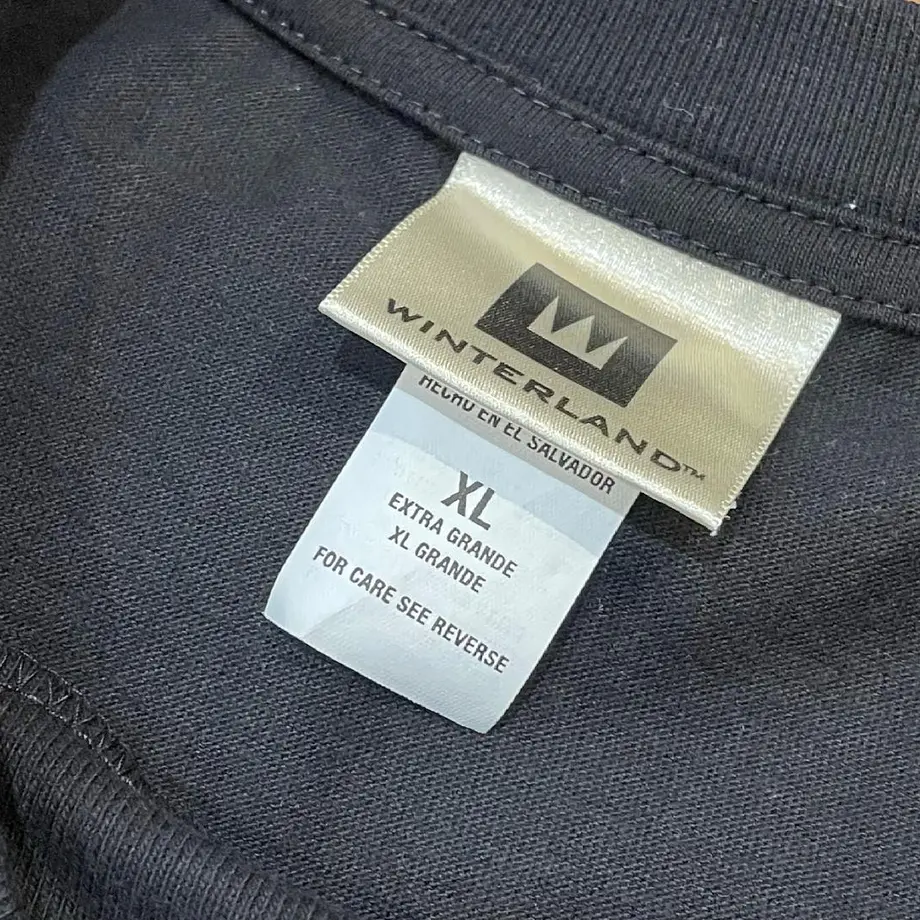 WINTERLAND™
HECHO EN EL SALVADOR
XL
EXTRA GRANDE
XL GRANDE
FOR CARE SEE REVERSE